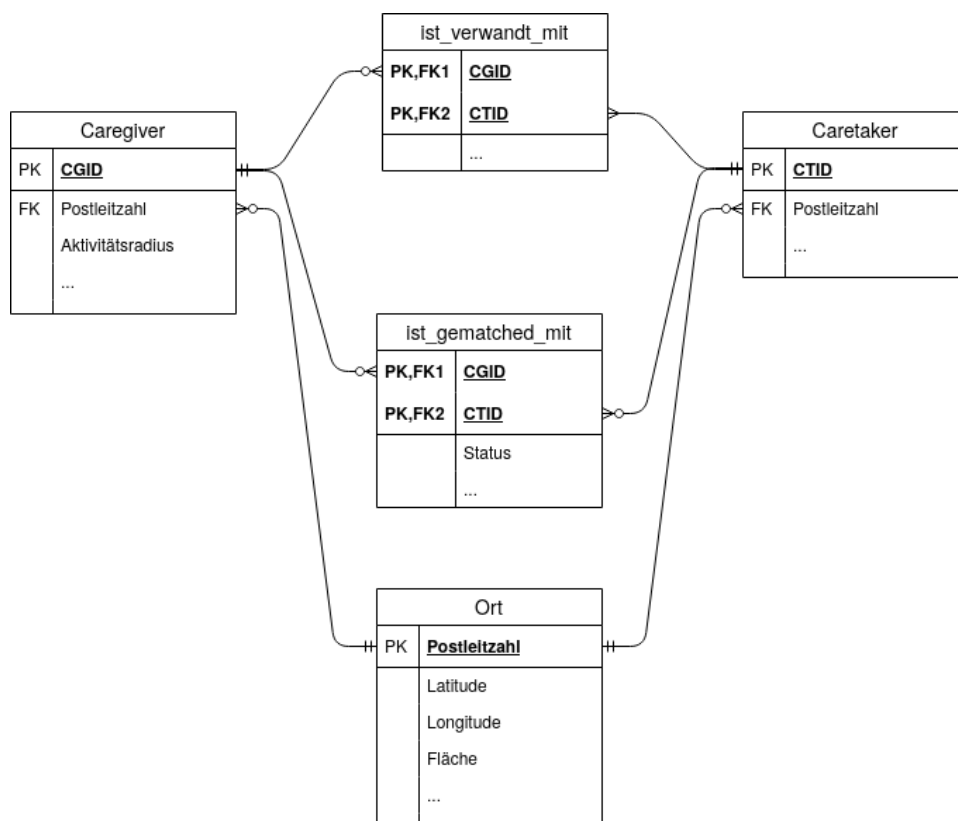 ist_verwandt_mit
PK,FK1 CGID
PK,FK2 CTID
...
Caregiver
PK CGID
FK Postleitzahl
Aktivitätsradius
...
Caretaker
PK CTID
FK Postleitzahl
...
ist_gematched_mit
PK,FK1 CGID
PK,FK2 CTID
Status
...
Ort
PK Postleitzahl
Latitude
Longitude
Fläche
...